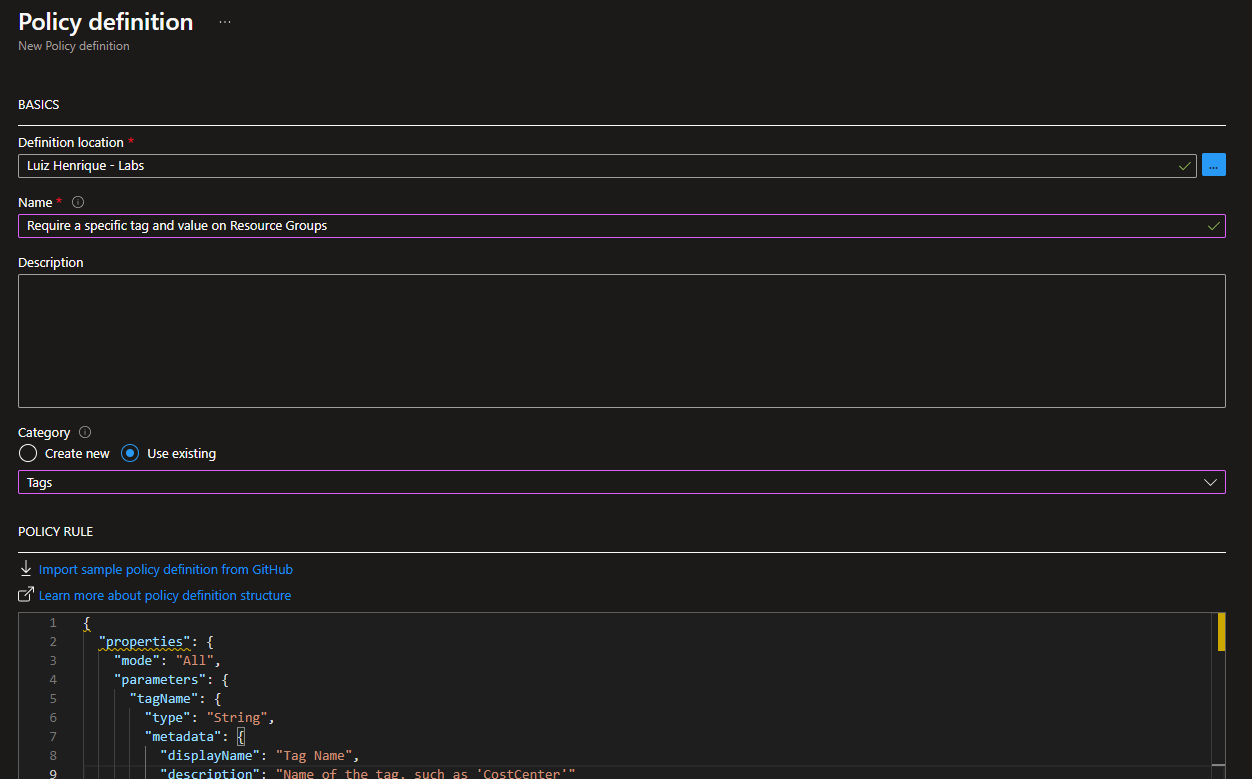 Policy definition ...
New Policy definition
BASICS
Definition location *
Luiz Henrique - Labs
...
Name *
Require a specific tag and value on Resource Groups
Description
Category
Create new Use existing
Tags
POLICY RULE
Import sample policy definition from GitHub
Learn more about policy definition structure
1 {
2 "properties": {
3 "mode": "All",
4 "parameters": {
5 "tagName": {
6 "type": "String",
7 "metadata": {
8 "displayName": "Tag Name",
9 "description": "Name of the tag, such as 'CostCenter'"